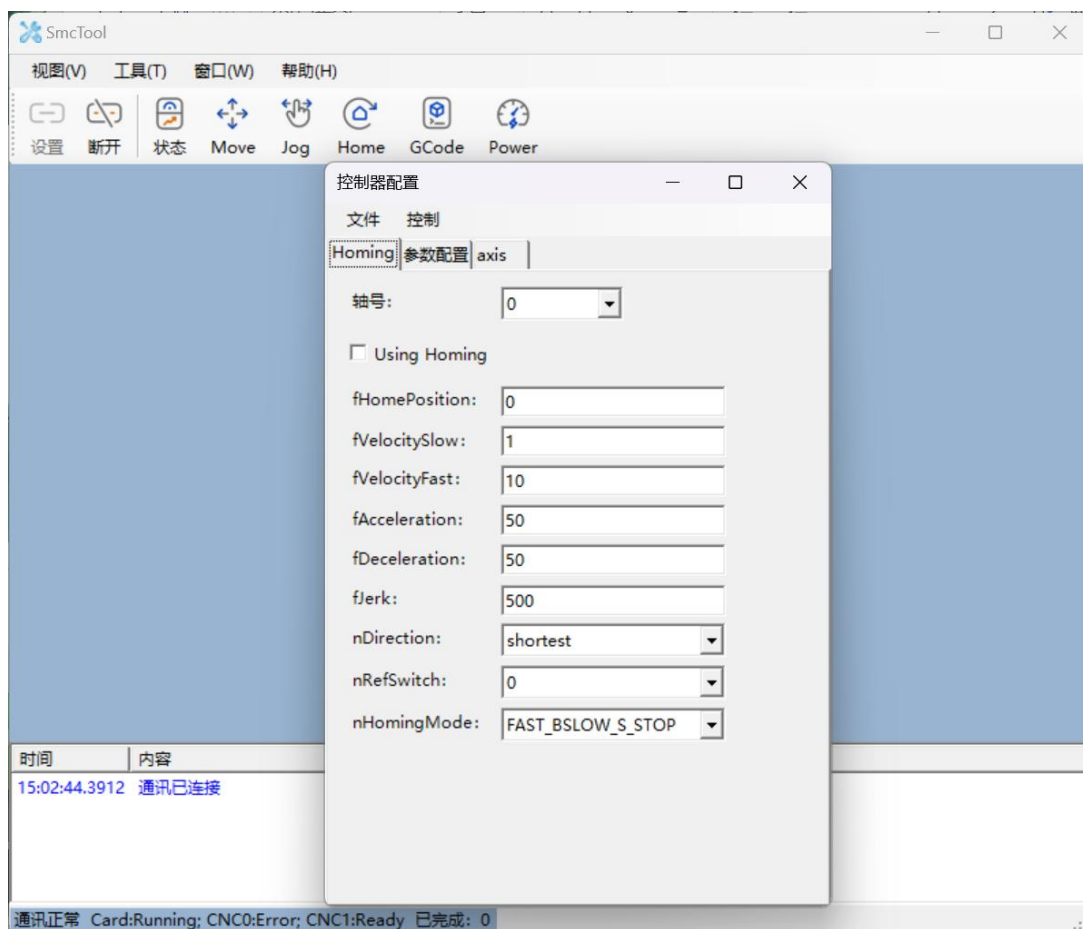 SmcTool
视图(V) 工具(T) 窗口(W) 帮助(H)
设置 断开 状态 Move Jog Home GCode Power
控制器配置
文件 控制
Homing 参数配置 axis
轴号: 0
Using Homing
fHomePosition: 0
fVelocitySlow: 1
fVelocityFast: 10
fAcceleration: 50
fDeceleration: 50
fJerk: 500
nDirection: shortest
nRefSwitch: 0
nHomingMode: FAST_BSLOW_S_STOP
时间 内容
15:02:44.3912 通讯已连接
通讯正常 Card:Running; CNC0:Error; CNC1:Ready 已完成: 0